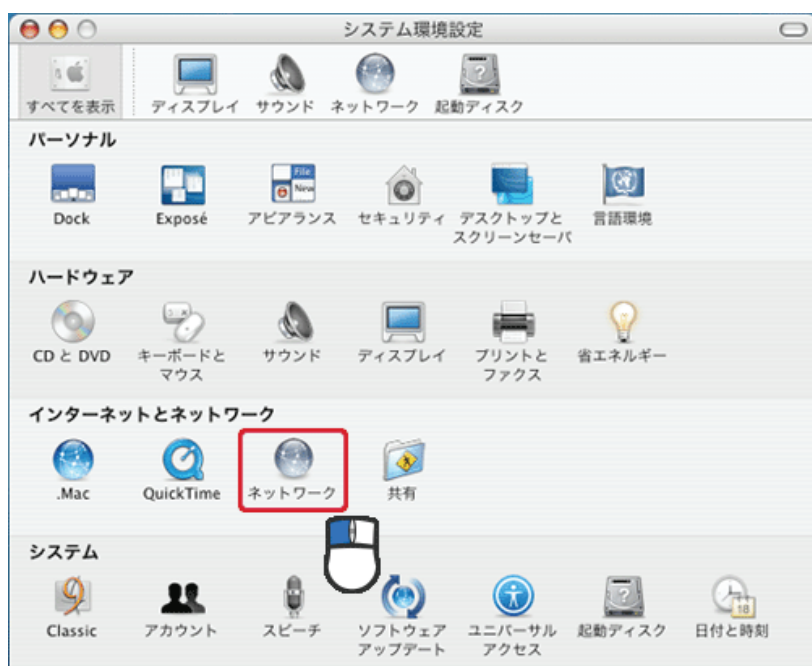 システム環境設定
すべてを表示 ディスプレイ サウンド ネットワーク 起動ディスク
パーソナル
File
New
Dock Exposé アピアランス セキュリティ デスクトップと 言語環境
スクリーンセーバ
ハードウェア
CD と DVD キーボードと サウンド ディスプレイ プリントと 省エネルギー
マウス ファクス
インターネットとネットワーク
.Mac QuickTime ネットワーク 共有
システム
18
Classic アカウント スピーチ ソフトウェア ユニバーサル 起動ディスク 日付と時刻
アップデート アクセス